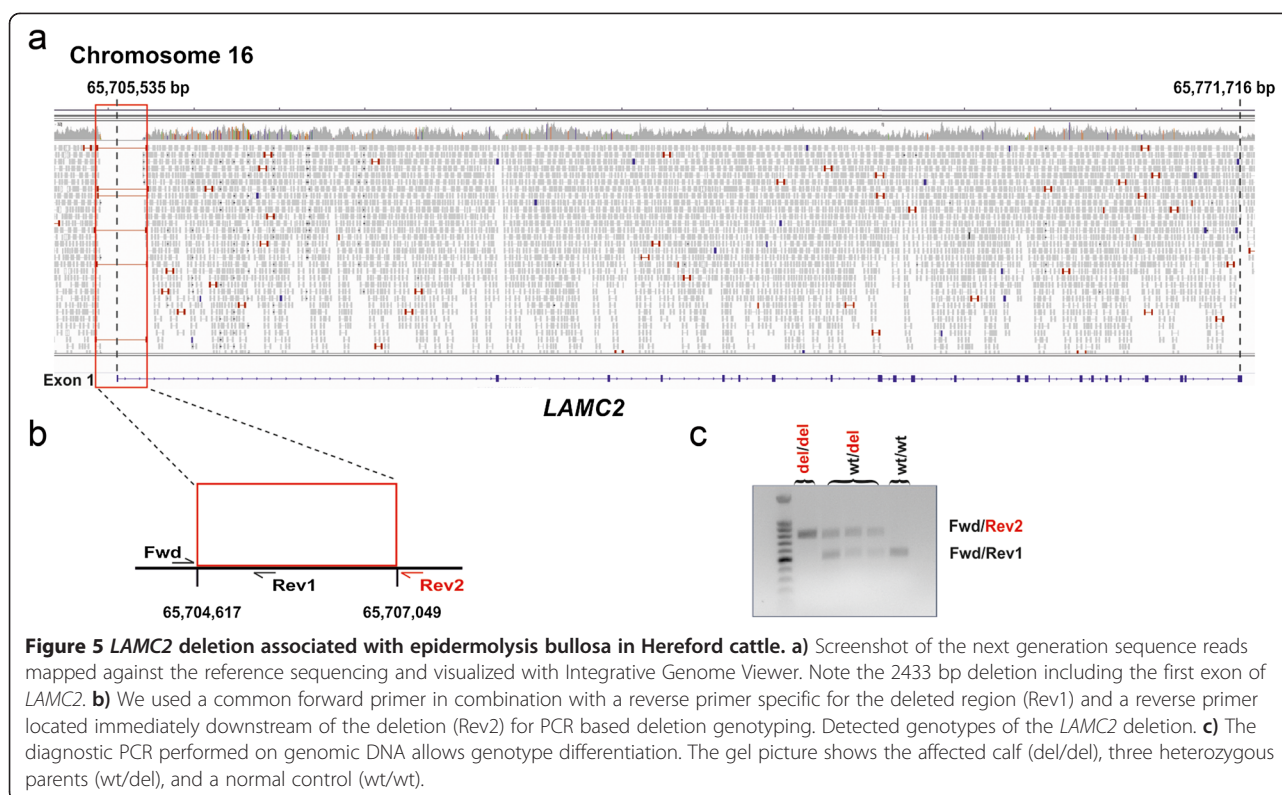 a
Chromosome 16
65,705,535 bp
65,771,716 bp
Exon 1
LAMC2
b
Fwd
Rev1
Rev2
65,704,617
65,707,049
c
del/del
wt/del
wt/wt
Fwd/Rev2
Fwd/Rev1
Figure 5 LAMC2 deletion associated with epidermolysis bullosa in Hereford cattle. a) Screenshot of the next generation sequence reads
mapped against the reference sequencing and visualized with Integrative Genome Viewer. Note the 2433 bp deletion including the first exon of
LAMC2. b) We used a common forward primer in combination with a reverse primer specific for the deleted region (Rev1) and a reverse primer
located immediately downstream of the deletion (Rev2) for PCR based deletion genotyping. Detected genotypes of the LAMC2 deletion. c) The
diagnostic PCR performed on genomic DNA allows genotype differentiation. The gel picture shows the affected calf (del/del), three heterozygous
parents (wt/del), and a normal control (wt/wt).